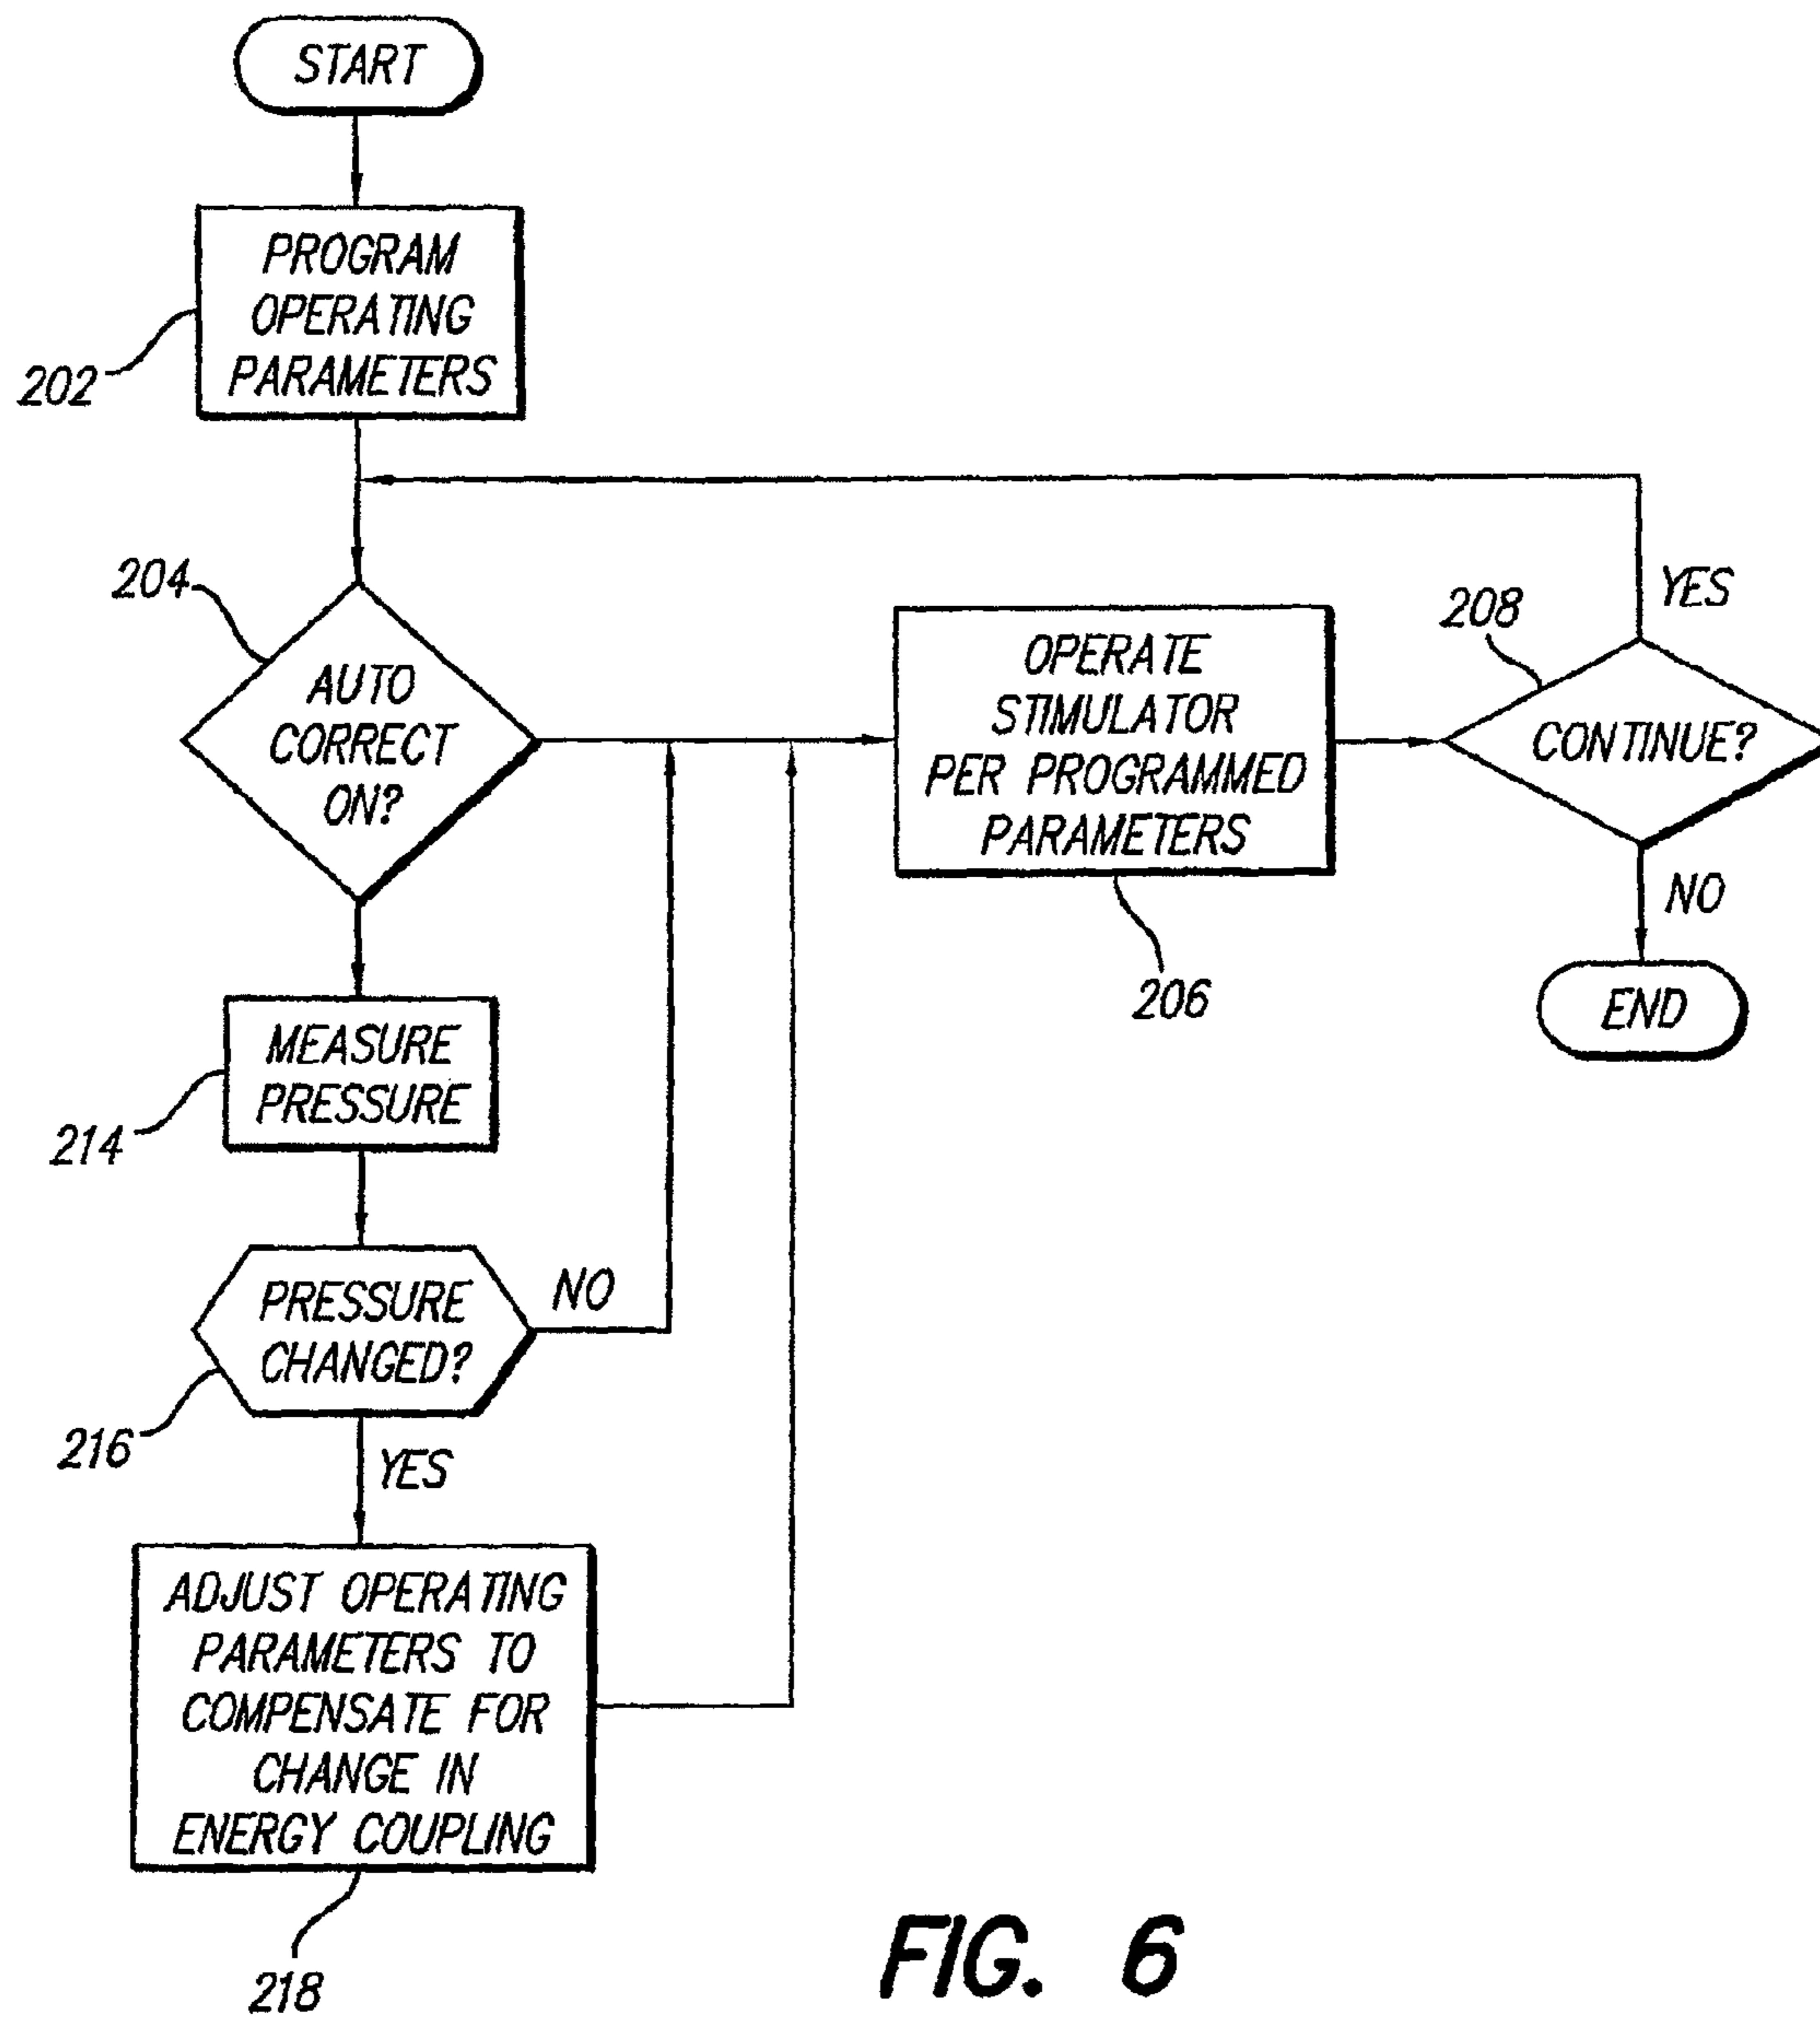 START
PROGRAM
OPERATING
PARAMETERS
202
204
AUTO
CORRECT
ON?
OPERATE
STIMULATOR
PER PROGRAMMED
PARAMETERS
206
208
YES
CONTINUE?
NO
END
MEASURE
PRESSURE
214
PRESSURE
CHANGED?
NO
216
YES
ADJUST OPERATING
PARAMETERS TO
COMPENSATE FOR
CHANGE IN
ENERGY COUPLING
218
FIG. 6